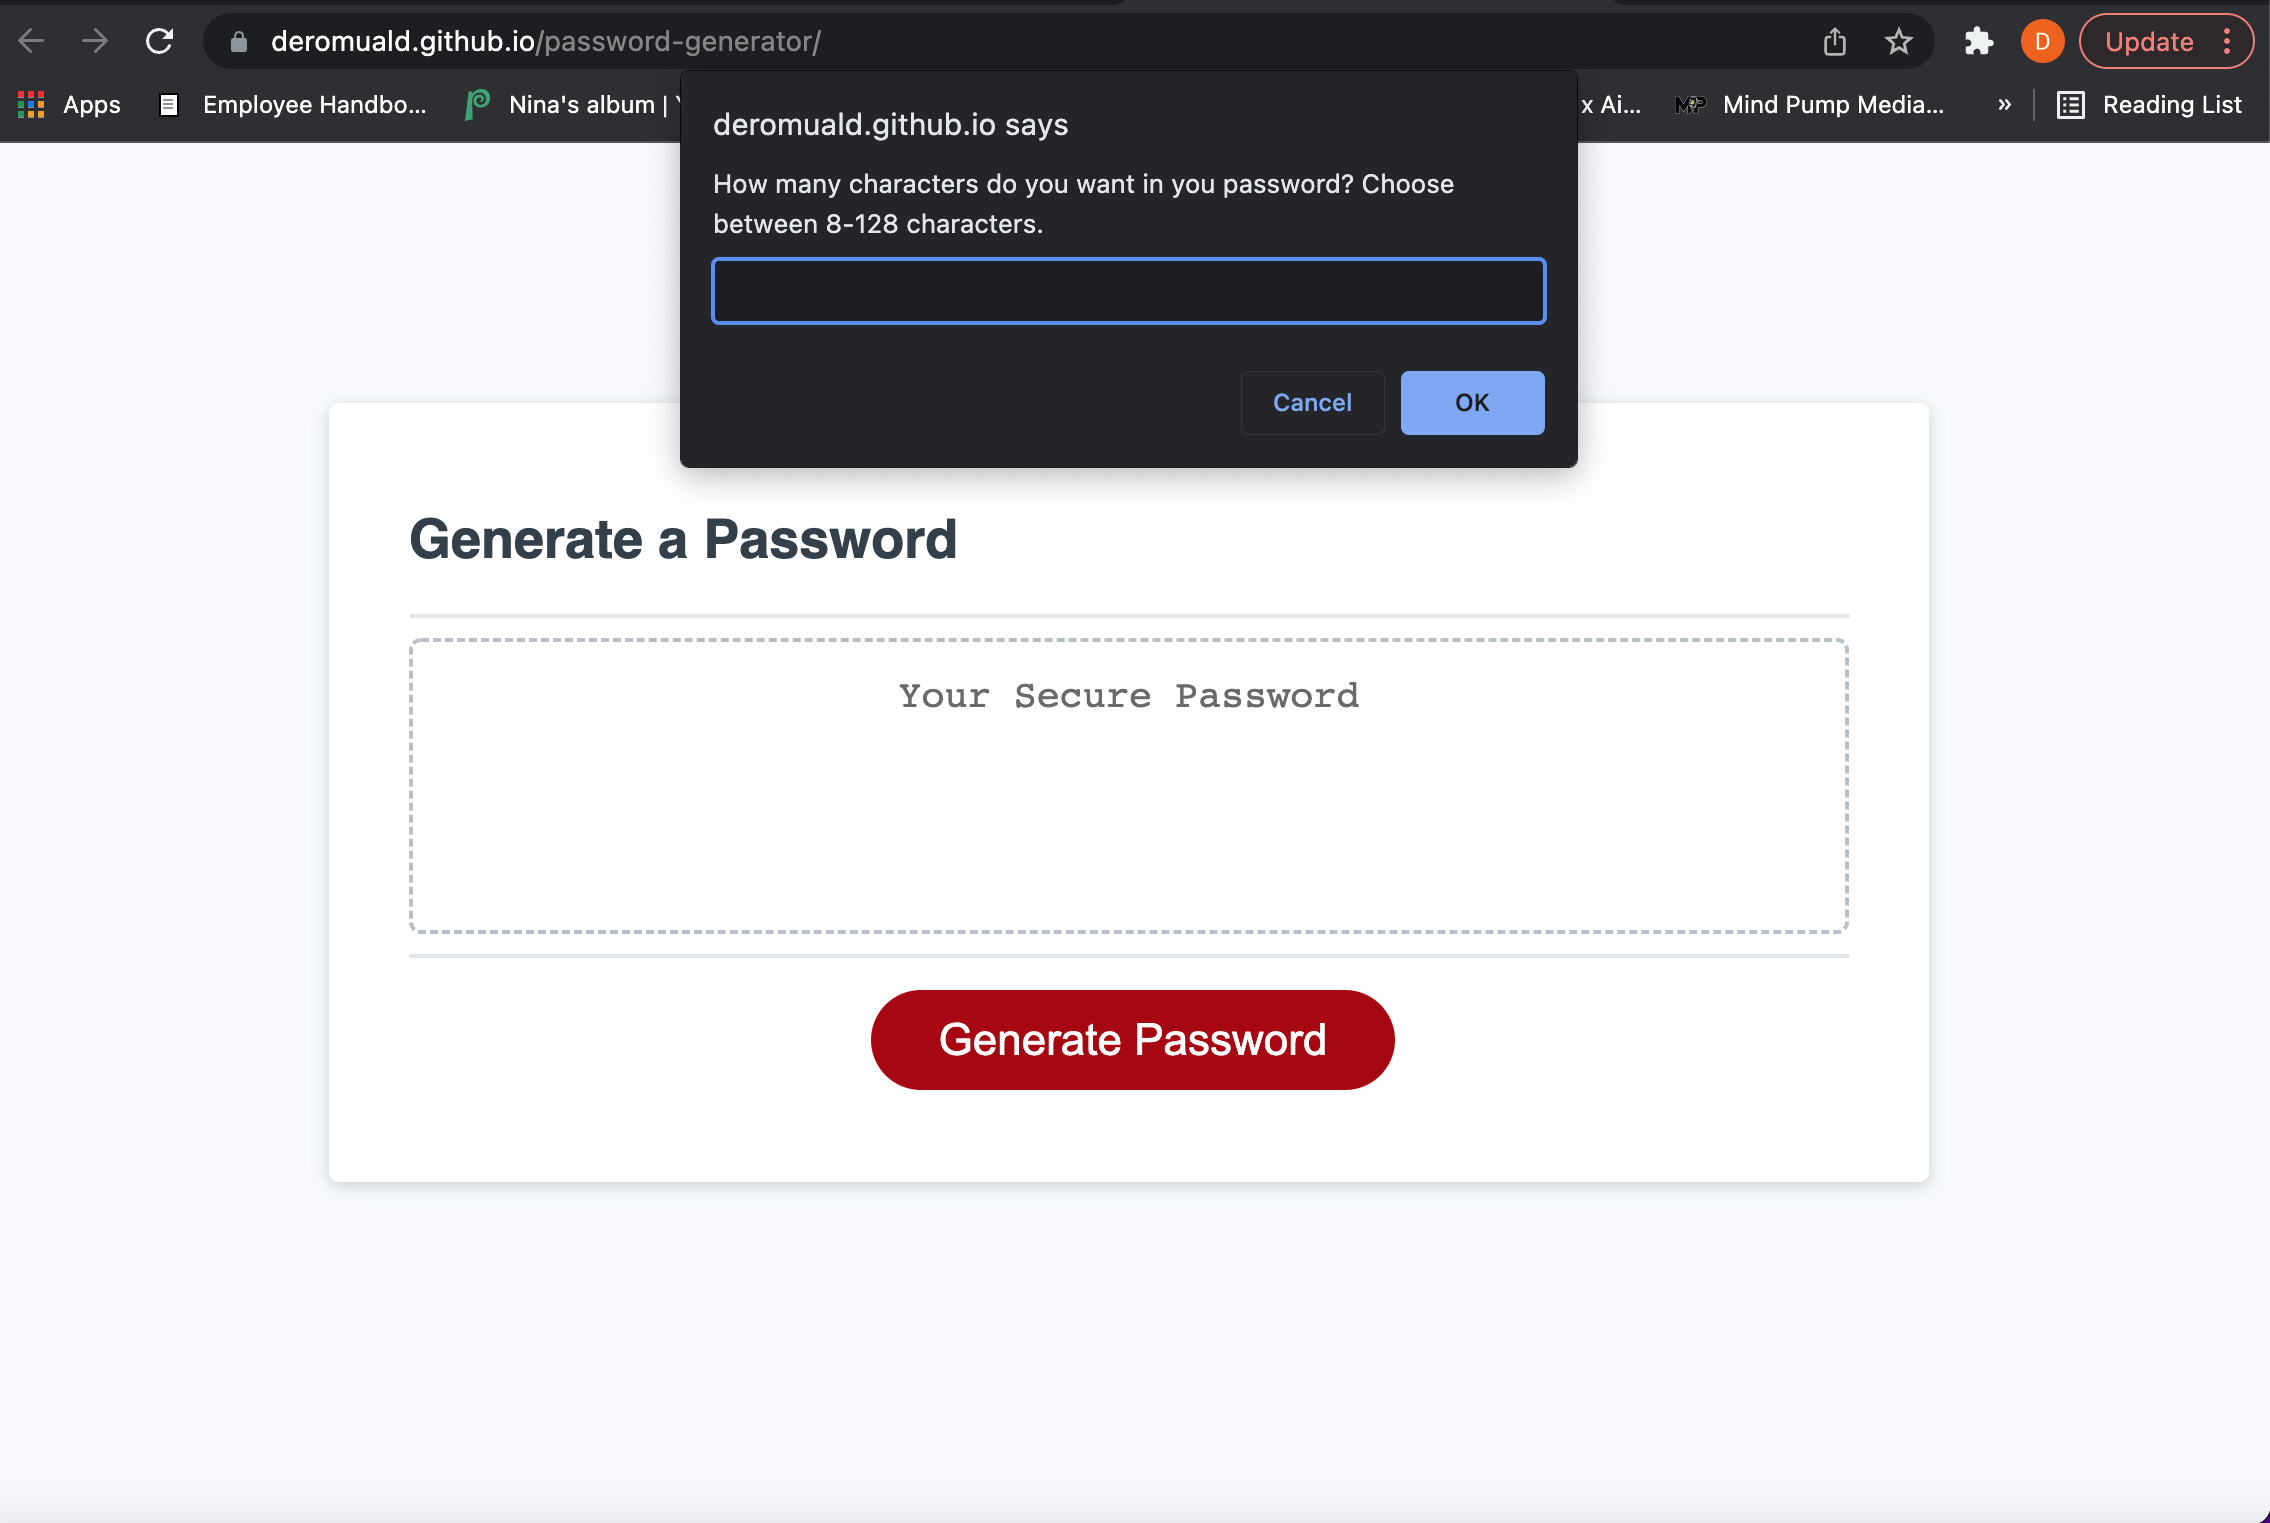 deromuald.github.io/password-generator/
D
Update
Apps
Employee Handbo...
Nina's album |
x Ai...
MP
Mind Pump Media...
»
Reading List
deromuald.github.io says
How many characters do you want in you password? Choose
between 8-128 characters.
Cancel
OK
Generate a Password
Your Secure Password
Generate Password